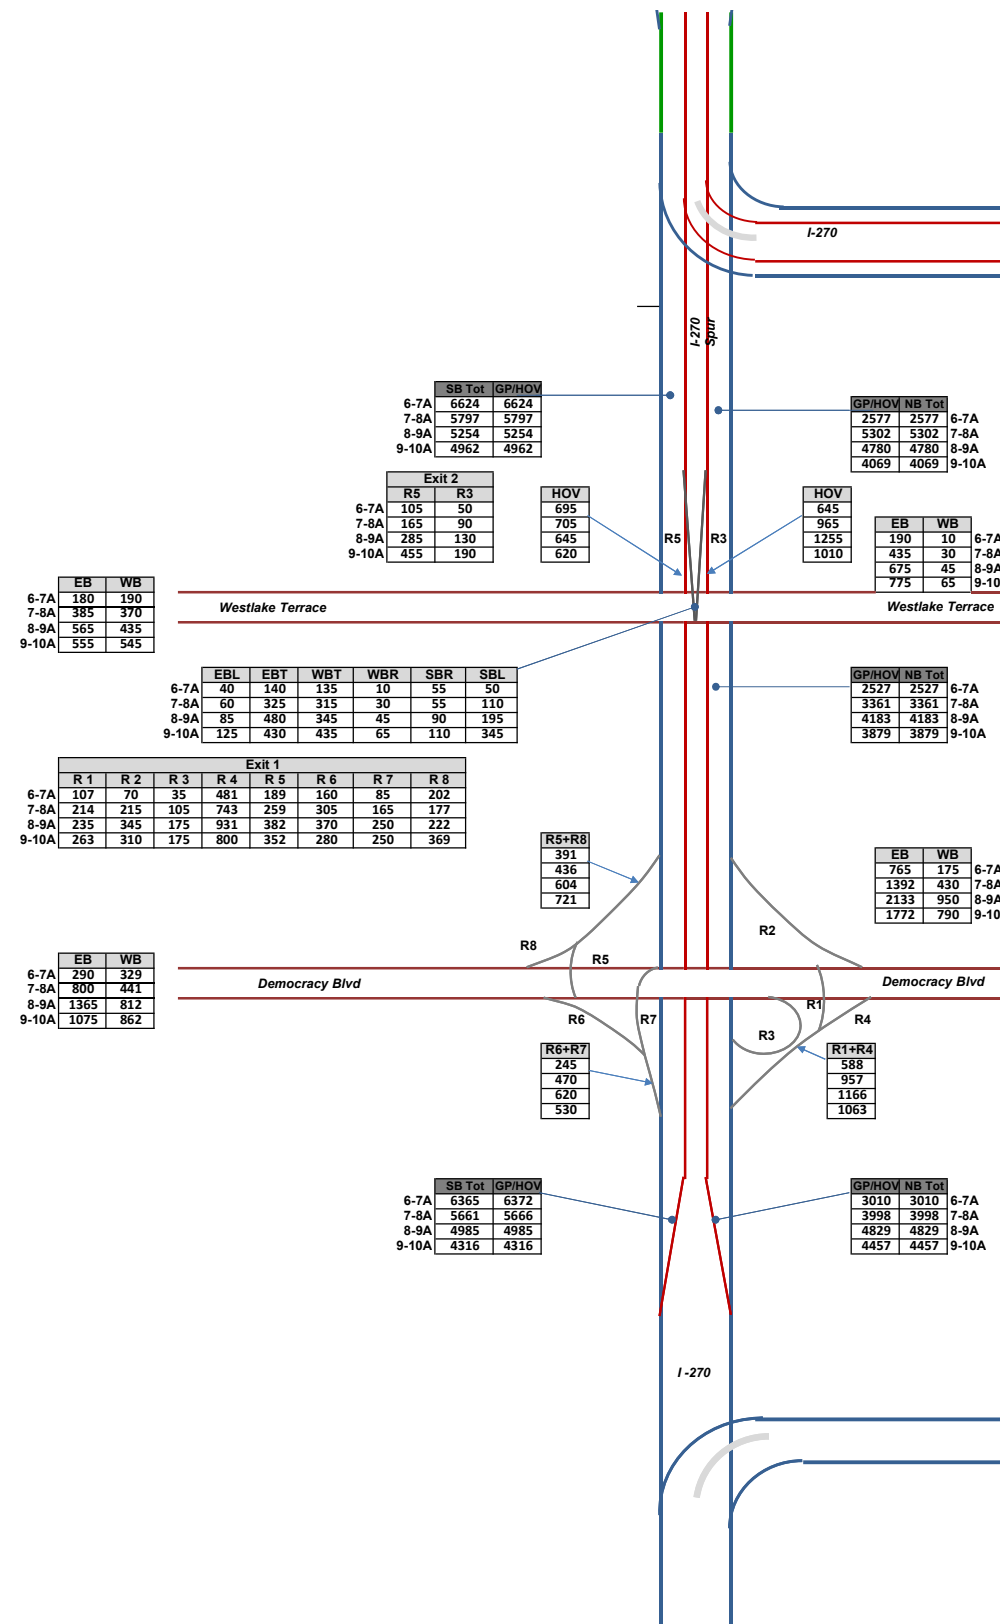 I-270
I-270
Spur
SB Tot GP/HOV
6-7A 6624 6624
7-8A 5797 5797
8-9A 5254 5254
9-10A 4962 4962
GP/HOV NB Tot
2577 2577 6-7A
5302 5302 7-8A
4780 4780 8-9A
4069 4069 9-10A
Exit 2
R5 R3
6-7A 105 50
7-8A 165 90
8-9A 285 130
9-10A 455 190
HOV
695
705
645
620
R5 R3
HOV
645
965
1255
1010
EB WB
190 10 6-7A
435 30 7-8A
675 45 8-9A
775 65 9-10
EB WB
6-7A 180 190
7-8A 385 370
8-9A 565 435
9-10A 555 545
Westlake Terrace
Westlake Terrace
EBL EBT WBT WBR SBR SBL
6-7A 40 140 135 10 55 50
7-8A 60 325 315 30 55 110
8-9A 85 480 345 45 90 195
9-10A 125 430 435 65 110 345
GP/HOV NB Tot
2527 2527 6-7A
3361 3361 7-8A
4183 4183 8-9A
3879 3879 9-10A
Exit 1
R 1 R 2 R 3 R 4 R 5 R 6 R 7 R 8
6-7A 107 70 35 481 189 160 85 202
7-8A 214 215 105 743 259 305 165 177
8-9A 235 345 175 931 382 370 250 222
9-10A 263 310 175 800 352 280 250 369
R5+R8
391
436
604
721
EB WB
765 175 6-7A
1392 430 7-8A
2133 950 8-9A
1772 790 9-10
R2
R8
R5
EB WB
6-7A 290 329
7-8A 800 441
8-9A 1365 812
9-10A 1075 862
Democracy Blvd
Democracy Blvd
R1
R6
R7
R4
R3
R6+R7
245
470
620
530
R1+R4
588
957
1166
1063
SB Tot GP/HOV
6-7A 6365 6372
7-8A 5661 5666
8-9A 4985 4985
9-10A 4316 4316
GP/HOV NB Tot
3010 3010 6-7A
3998 3998 7-8A
4829 4829 8-9A
4457 4457 9-10A
I -270